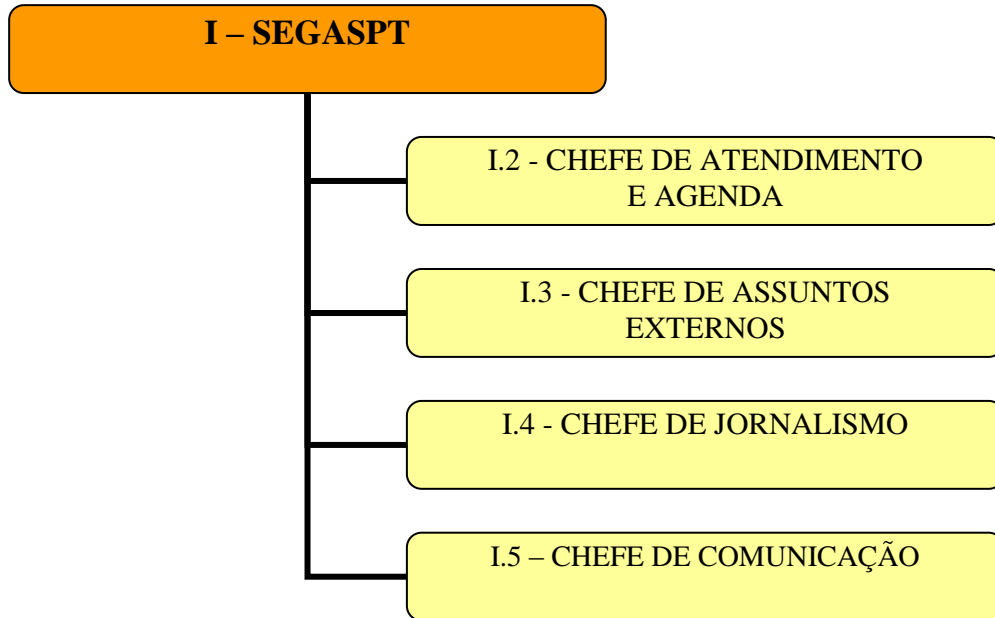 I – SEGASPT
I.2 - CHEFE DE ATENDIMENTO
E AGENDA
I.3 - CHEFE DE ASSUNTOS
EXTERNOS
I.4 - CHEFE DE JORNALISMO
I.5 – CHEFE DE COMUNICAÇÃO